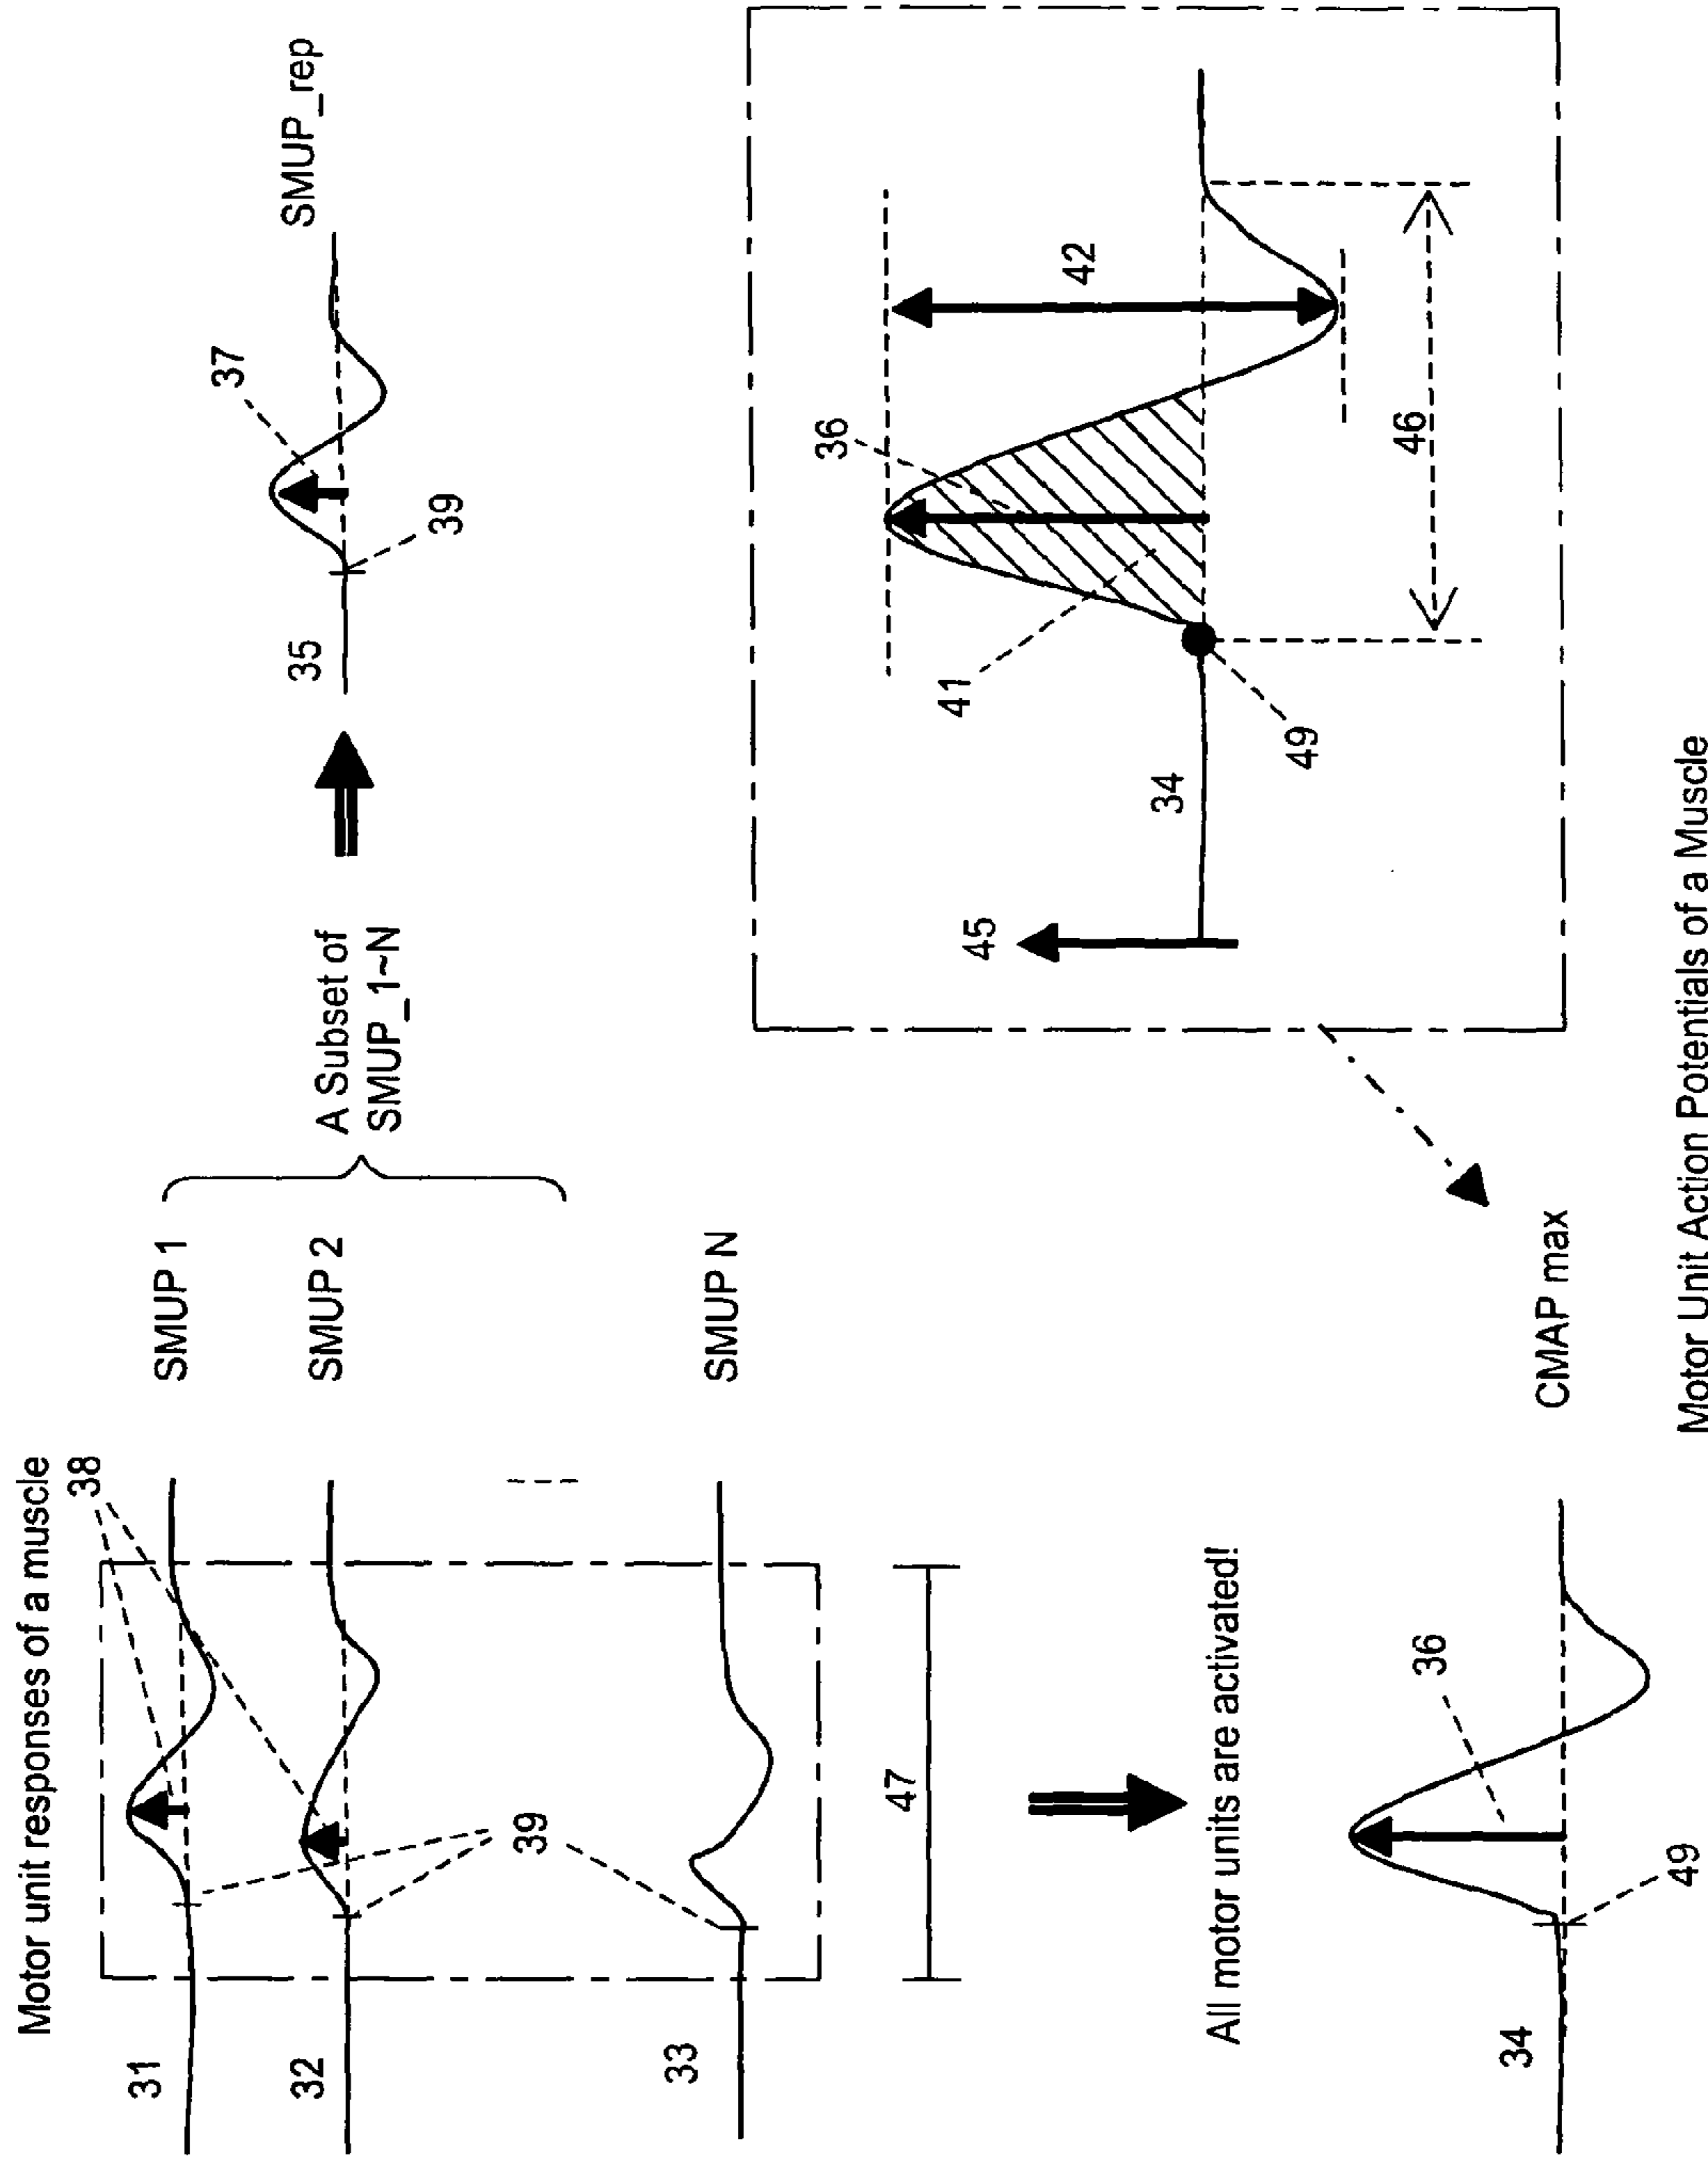 Motor unit responses of a muscle
38
31
SMUP 1
32
SMUP 2
39
33
SMUP N
47
A Subset of
SMUP_1~N
35
37
39
SMUP_rep
All motor units are activated!
34
36
49
CMAP max
45
34
41
36
42
49
46
Motor Unit Action Potentials of a Muscle